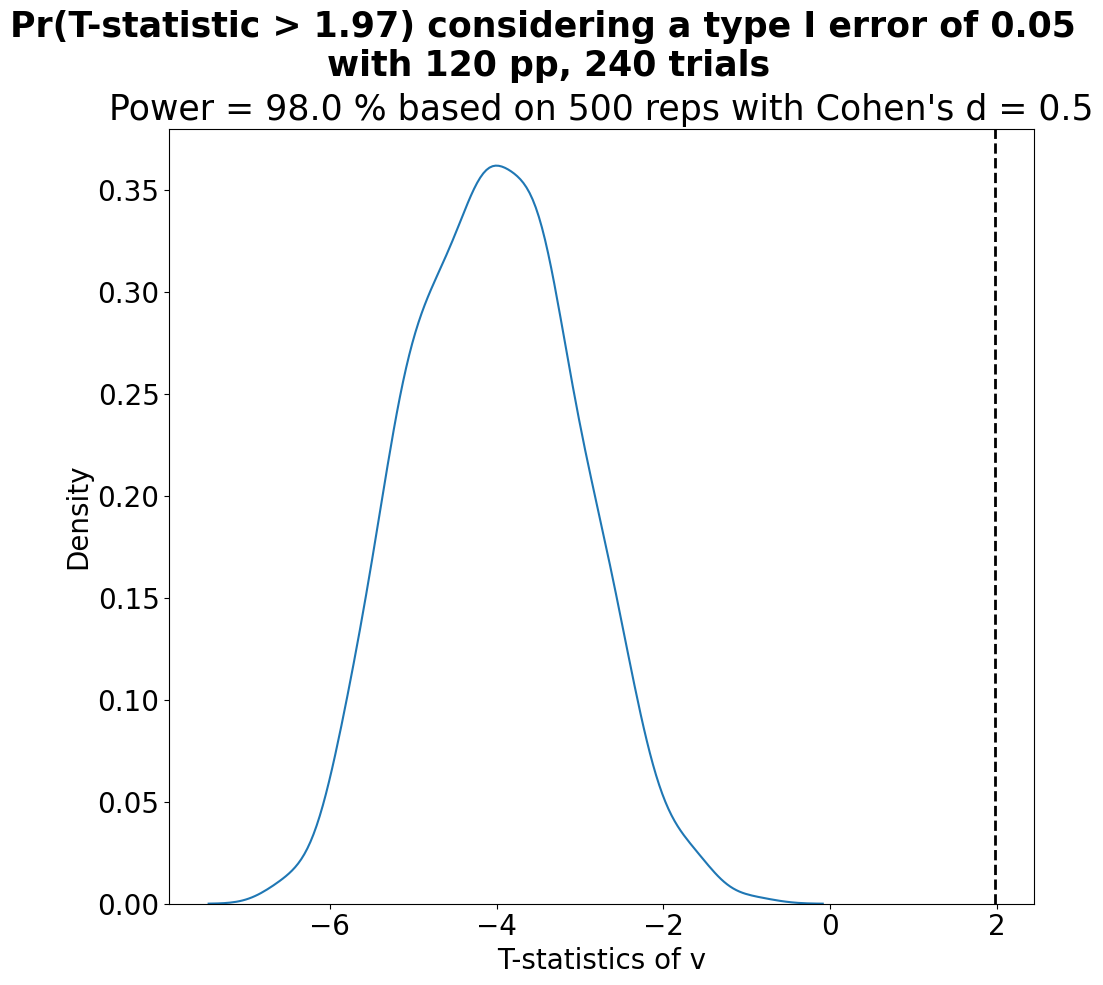 Pr(T-statistic > 1.97) considering a type I error of 0.05
with 120 pp, 240 trials
Power = 98.0 % based on 500 reps with Cohen's d = 0.5
0.35
0.30
0.25
0.20
0.15
0.10
0.05
0.00
Density
−6
−4
−2
0
2
T-statistics of v